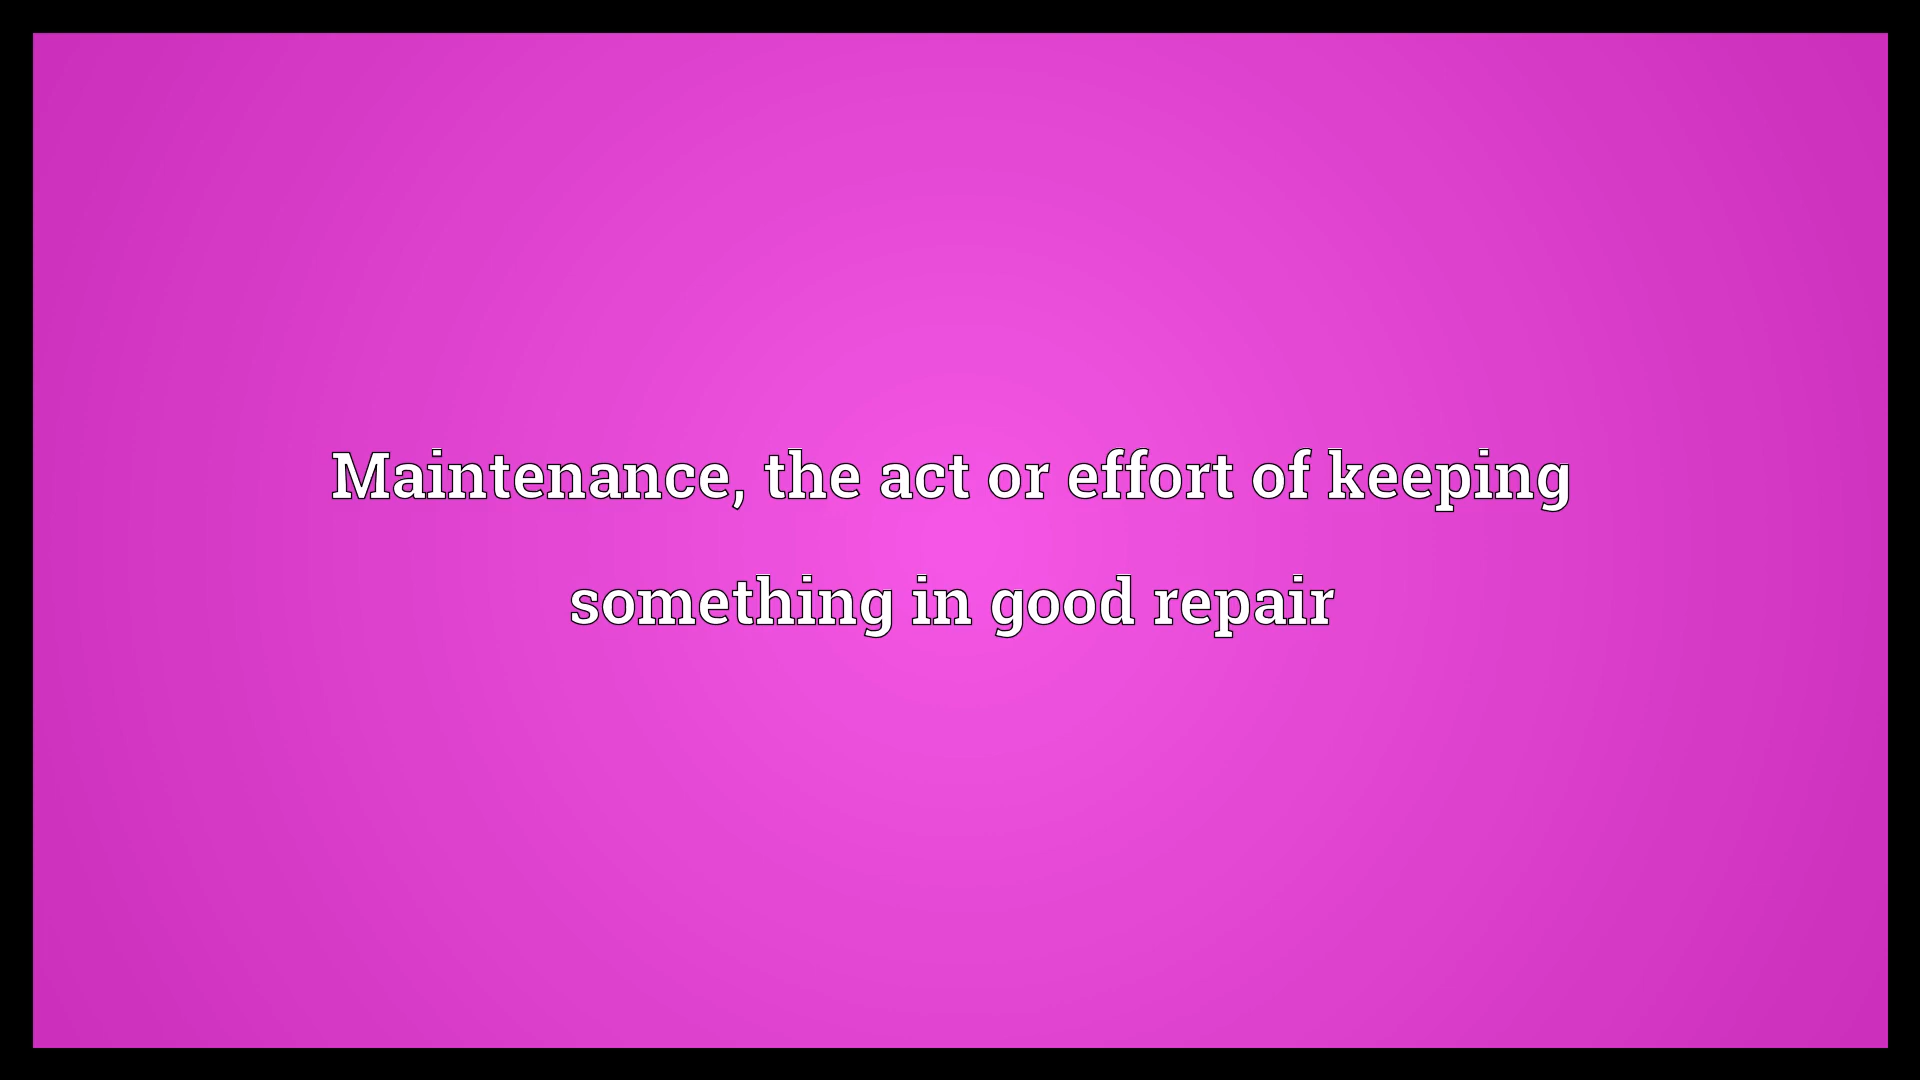 Maintenance, the act or effort of keeping
something in good repair